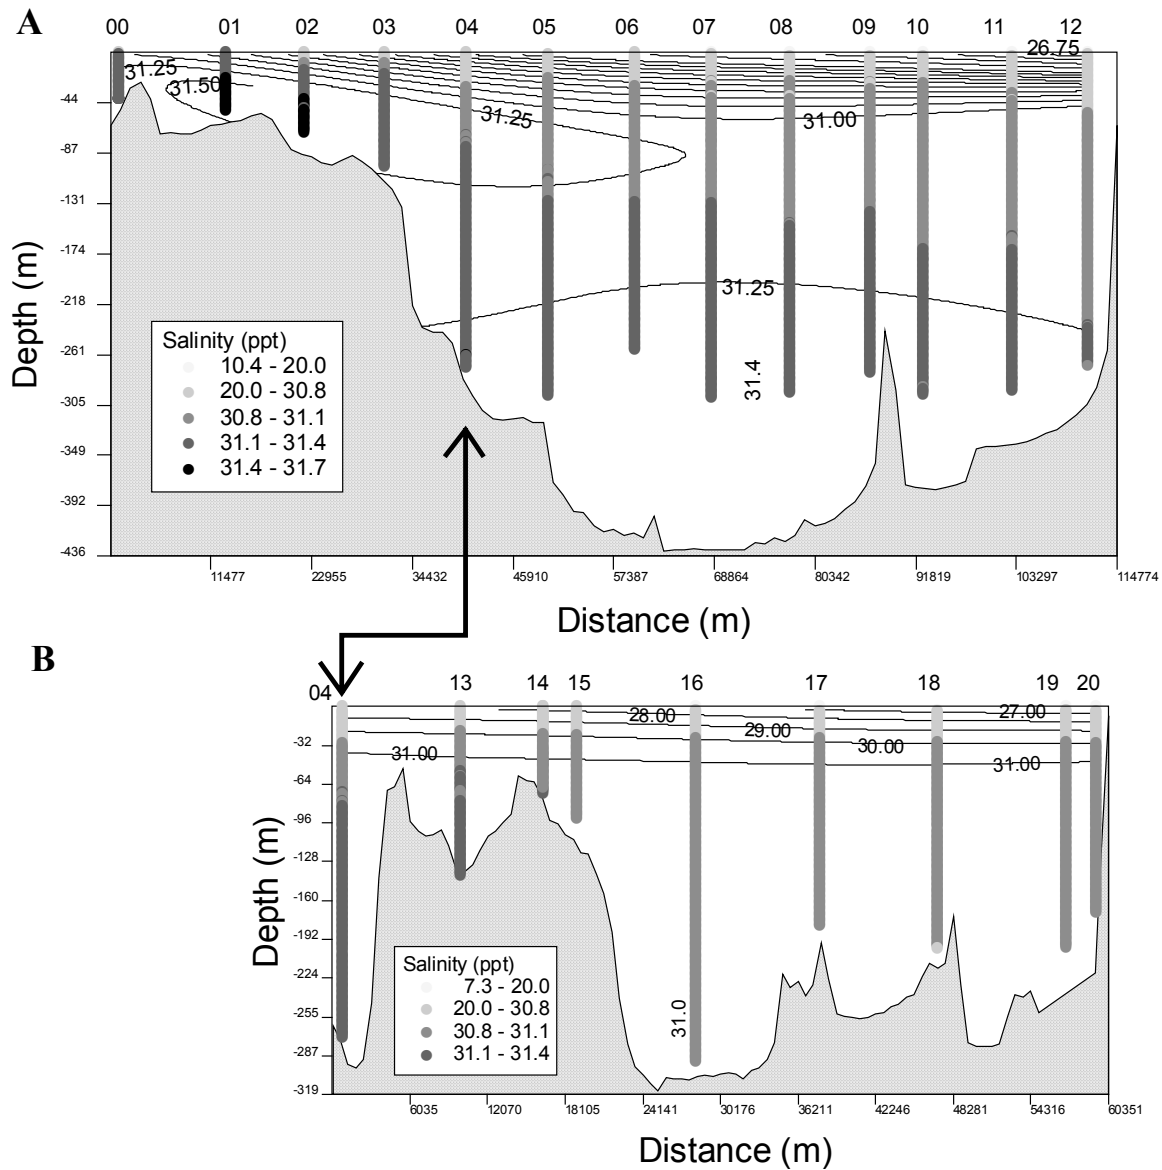 A
00 01 02 03 04 05 06 07 08 09 10 11 12
26.75
31.25
31.50
31.25
31.00
31.25
31.4
-44
-87
-131
-174
-218
-261
-305
-349
-392
-436
Depth (m)
Salinity (ppt)
10.4 - 20.0
20.0 - 30.8
30.8 - 31.1
31.1 - 31.4
31.4 - 31.7
11477 22955 34432 45910 57387 68864 80342 91819 103297 114774
Distance (m)
B
04 13 14 15 16 17 18 19 20
28.00
27.00
29.00
30.00
31.00
31.00
31.0
-32
-64
-96
-128
-160
-192
-224
-255
-287
-319
Depth (m)
Salinity (ppt)
7.3 - 20.0
20.0 - 30.8
30.8 - 31.1
31.1 - 31.4
6035 12070 18105 24141 30176 36211 42246 48281 54316 60351
Distance (m)